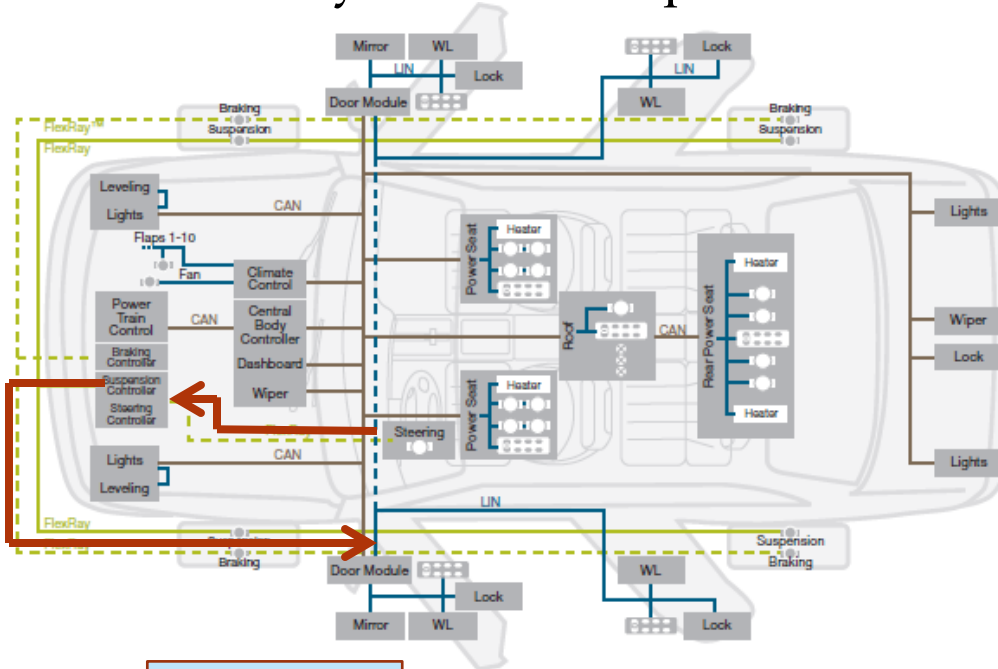 Mirror
WL
LIN
Lock
Door Module
Lock
LIN
WL
Braking
Suspension
FlexRay™
FlexRay
Braking
Suspension
Leveling
Lights
CAN
Flaps 1-10
Fan
Climate
Control
Power
Train
Control
CAN
Central
Body
Controller
Dashboard
Wiper
Braking
Controller
Suspension
Controller
Steering
Controller
Power Seat
Heater
Roof
CAN
Rear Power Seat
Heater
Heater
Lights
Wiper
Lock
Lights
Power Seat
Heater
Steering
Lights
Leveling
CAN
LIN
FlexRay
Braking
Suspension
Braking
Door Module
Lock
Mirror
WL
WL
Lock